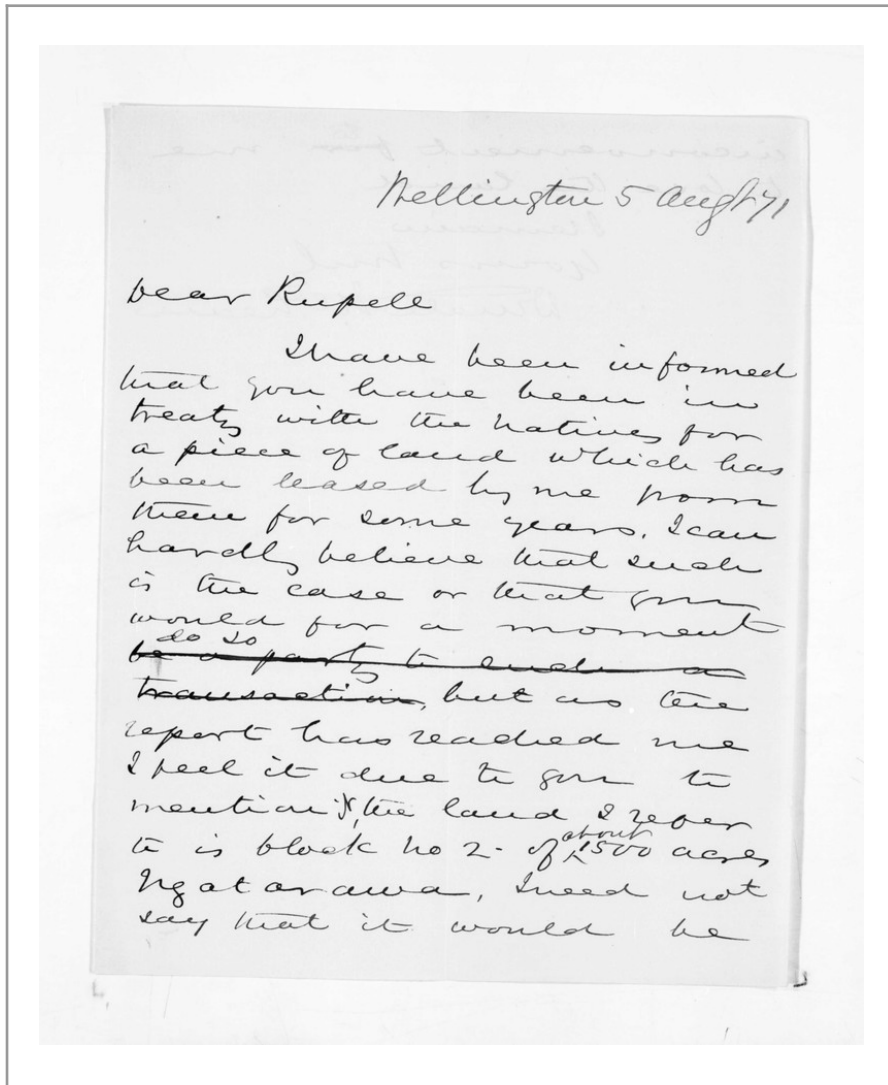 Wellington 5 Augt 71
Dear Russell
I have been informed
that you have been in
treaty with the natives for
a piece of land which has
been leased by me from
them for some years. I can
hardly believe that such
is the case or that you
would for a moment
do so
be a party to such a
transaction, but as the
report has reached me
I feel it due to you to
mention it, the land I refer
to is block no 2 - of about 1500 acres
Ngatarawa, I need not
say that it would be